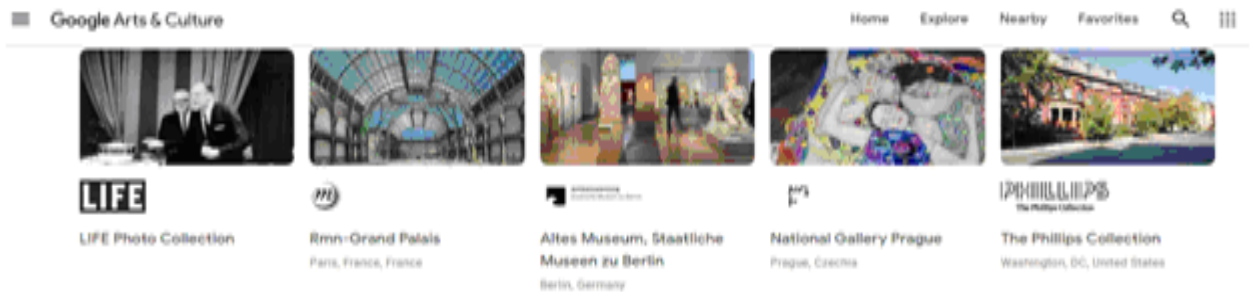 Google Arts & Culture
Home Explore Nearby Favorites
LIFE
m
PHILLIPS
The Phillips Collection
LIFE Photo Collection
Rmn-Grand Palais
Paris, France, France
Altes Museum, Staatliche
Museen zu Berlin
Berlin, Germany
National Gallery Prague
Prague, Czechia
The Phillips Collection
Washington, DC, United States